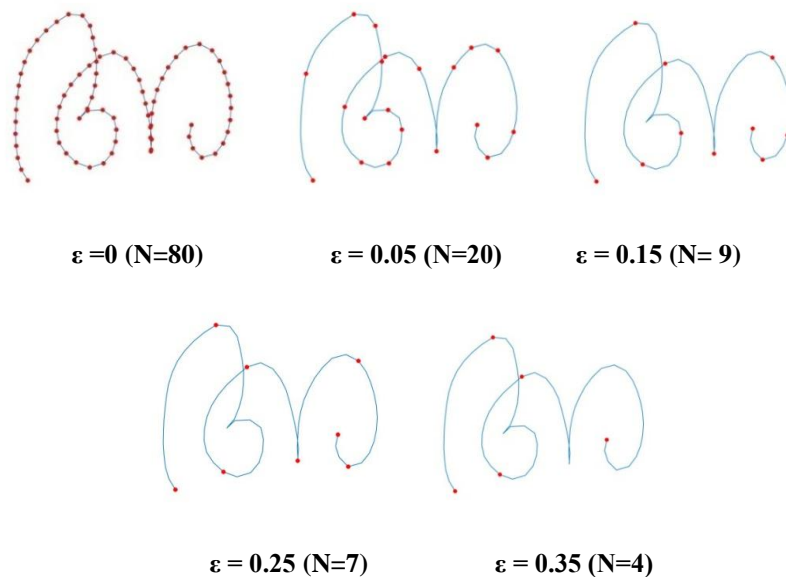 ε =0 (N=80)
ε = 0.05 (N=20)
ε = 0.15 (N= 9)
ε = 0.25 (N=7)
ε = 0.35 (N=4)